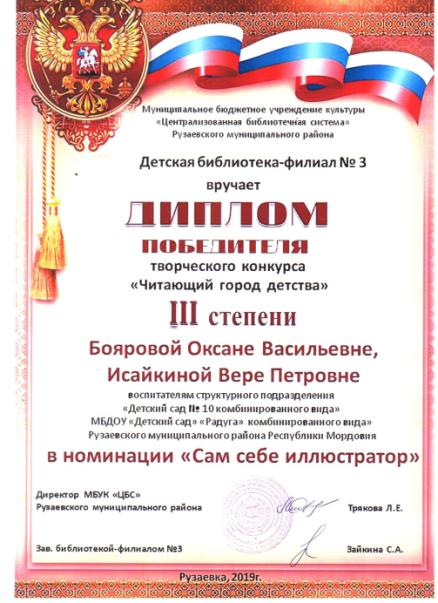 Муниципальное бюджетное учреждение культуры
«Централизованная библиотечная система»
Рузаевского муниципального района
Детская библиотека-филиал № 3
вручает
ДИПЛОМ
ПОБЕДИТЕЛЯ
творческого конкурса
«Читающий город детства»
III степени
Бояровой Оксане Васильевне,
Исайкиной Вере Петровне
воспитателям структурного подразделения
«Детский сад № 10 комбинированного вида»
МБДОУ «Детский сад» «Радуга» комбинированного вида»
Рузаевского муниципального района Республики Мордовия
в номинации «Сам себе иллюстратор»
Директор МБУК «ЦБС»
Рузаевского муниципального района Трякова Л.Е.
Зав. библиотекой-филиалом №3 Зайкина С.А.
Рузаевка, 2019г.